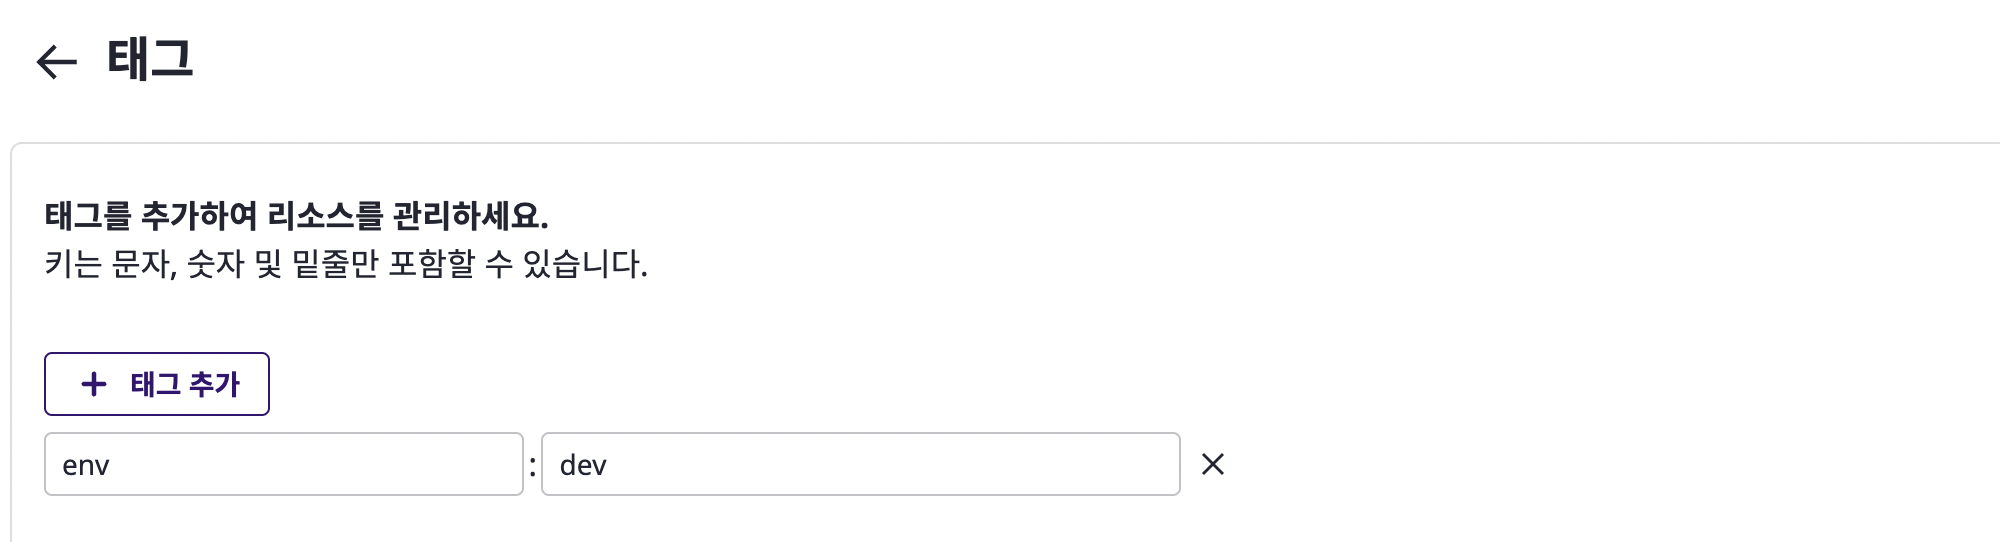 태그
태그를 추가하여 리소스를 관리하세요.
키는 문자, 숫자 및 밑줄만 포함할 수 있습니다.
+ 태그 추가
env : dev